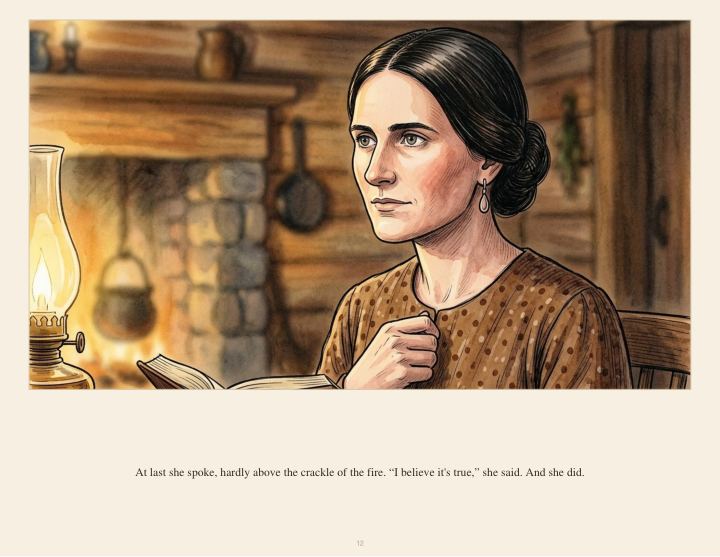 At last she spoke, hardly above the crackle of the fire. “I believe it's true,” she said. And she did.
12